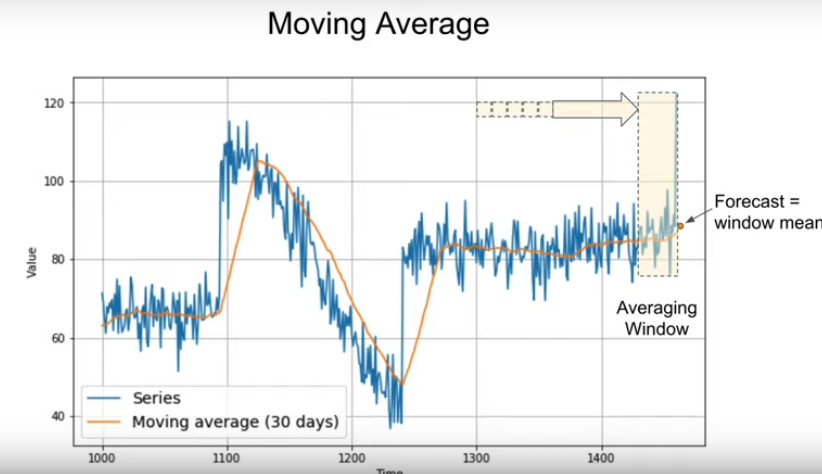 Moving Average
120
100
80
60
40
Value
Series
Moving average (30 days)
1000
1100
1200
1300
1400
Time
Forecast =
window mean
Averaging
Window